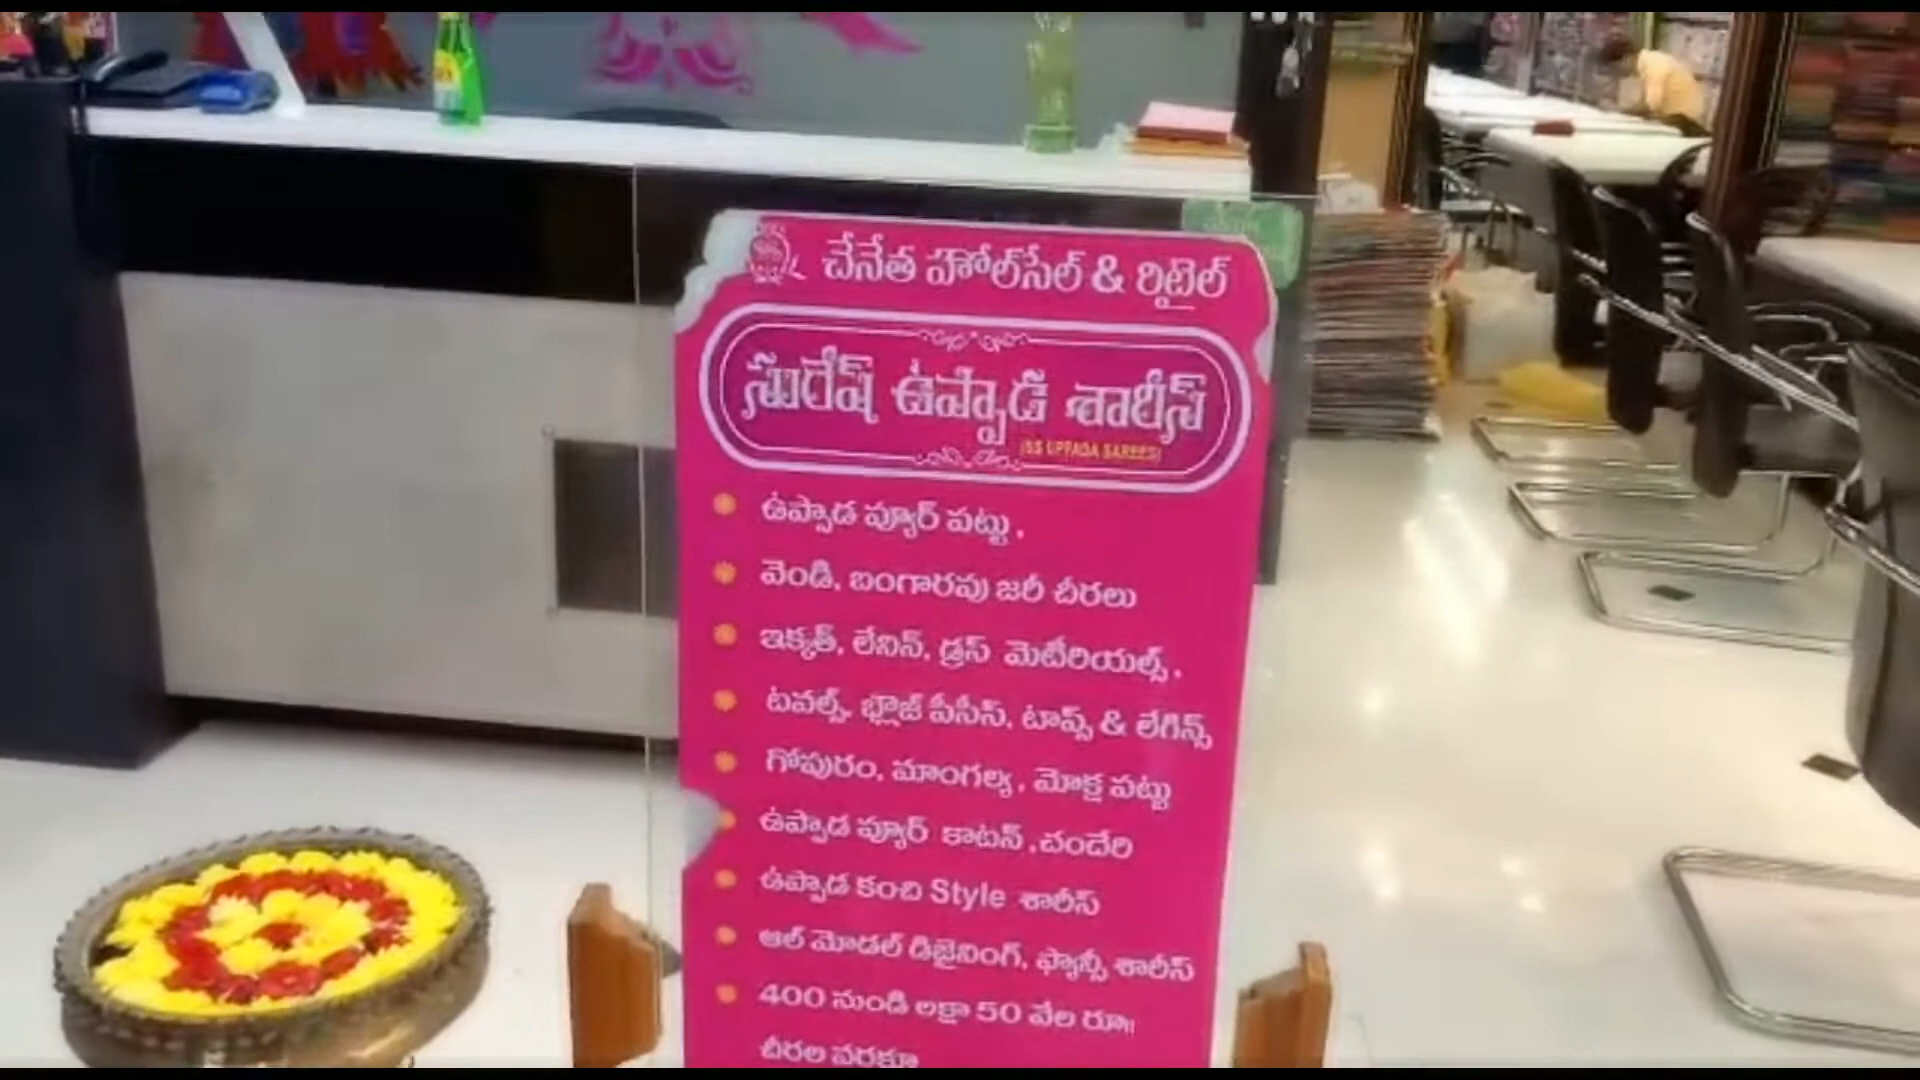 చేనేత హోల్‌సేల్ & రిటైల్
సురేష్ ఉప్పాడ శారీస్
(SS UPPADA SAREES)
ఉప్పాడ ప్యూర్ పట్టు,
వెండి, బంగారపు జరీ చీరలు
ఇక్కత్, లేనిన్, డ్రస్ మెటీరియల్స్,
టవల్స్, బ్లౌజ్ పీసీస్, టాప్స్ & లేగిన్స్
గోపురం, మాంగల్య, మోక్ష పట్టు
ఉప్పాడ ప్యూర్ కాటన్,చందేరి
ఉప్పాడ కంచి Style శారీస్
ఆల్ మోడల్ డిజైనింగ్, ఫ్యాన్సీ శారీస్
400 నుండి లక్షా 50 వేల రూ॥
చీరల వరకూ